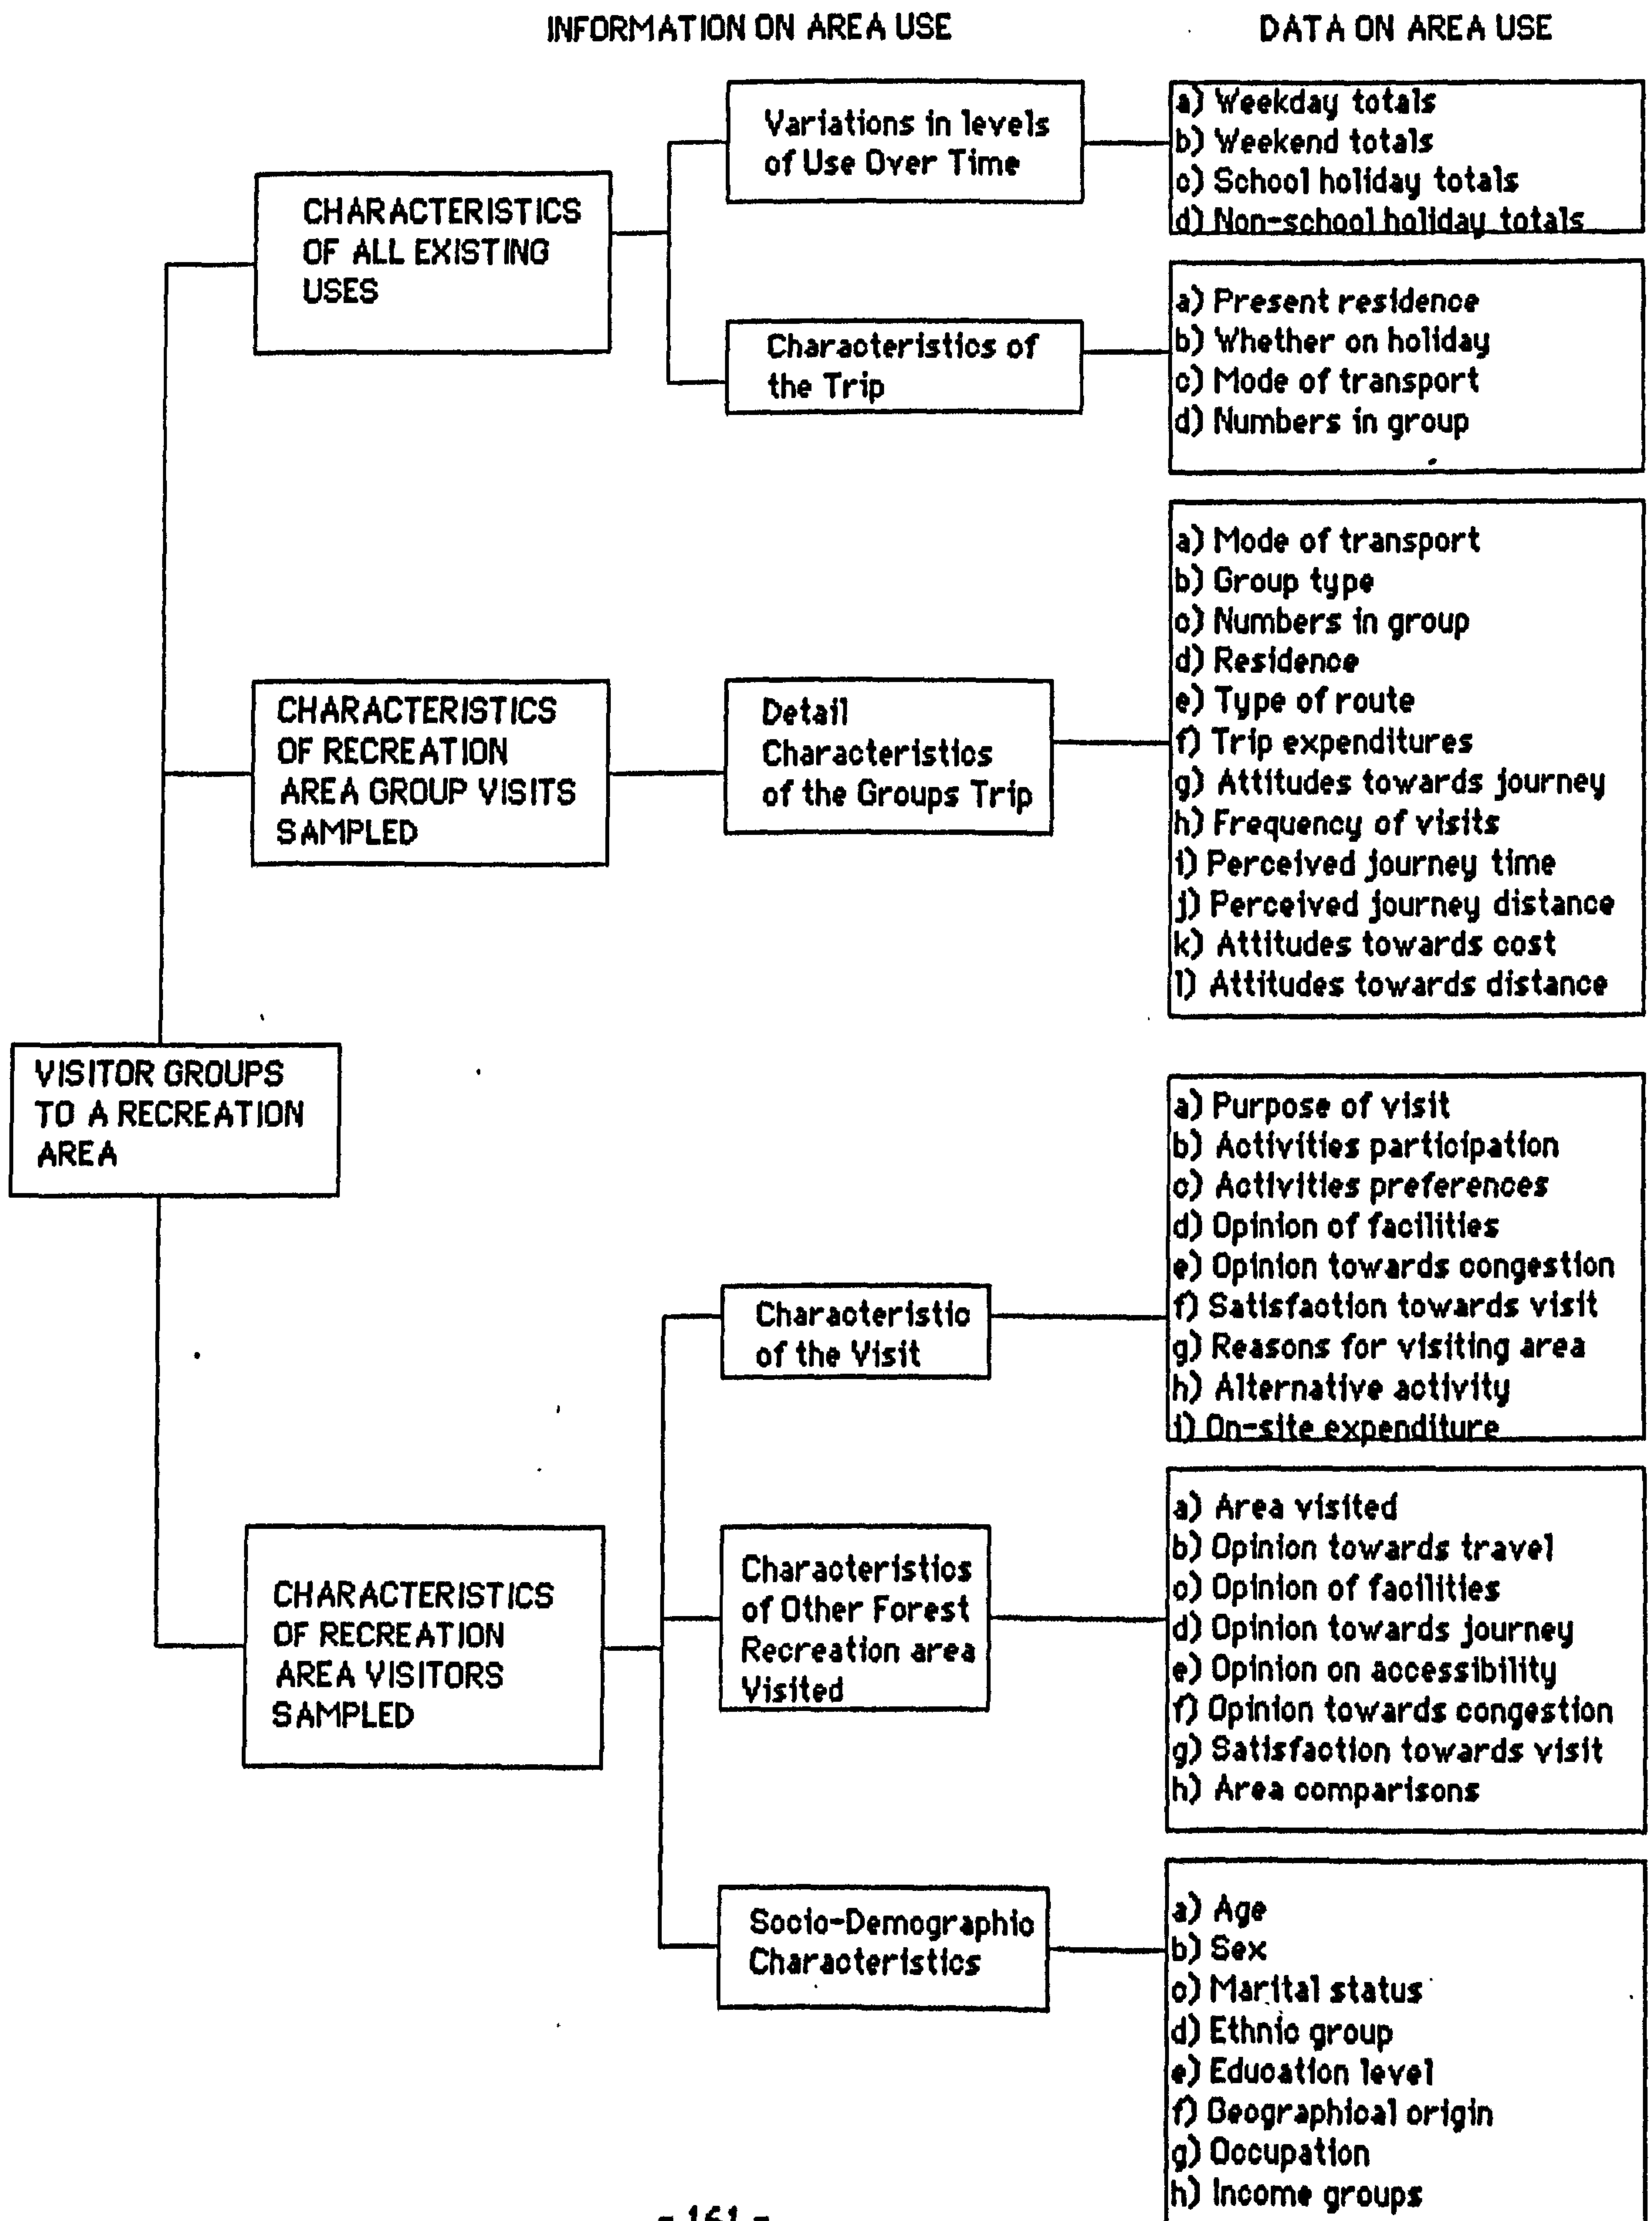 INFORMATION ON AREA USE
DATA ON AREA USE
VISITOR GROUPS
TO A RECREATION
AREA
CHARACTERISTICS
OF ALL EXISTING
USES
Variations in levels
of Use Over Time
a) Weekday totals
b) Weekend totals
c) School holiday totals
d) Non-school holiday totals
Characteristics of
the Trip
a) Present residence
b) Whether on holiday
c) Mode of transport
d) Numbers in group
CHARACTERISTICS
OF RECREATION
AREA GROUP VISITS
SAMPLED
Detail
Characteristics
of the Groups Trip
a) Mode of transport
b) Group type
c) Numbers in group
d) Residence
e) Type of route
f) Trip expenditures
g) Attitudes towards journey
h) Frequency of visits
i) Perceived journey time
j) Perceived journey distance
k) Attitudes towards cost
l) Attitudes towards distance
CHARACTERISTICS
OF RECREATION
AREA VISITORS
SAMPLED
Characteristic
of the Visit
a) Purpose of visit
b) Activities participation
c) Activities preferences
d) Opinion of facilities
e) Opinion towards congestion
f) Satisfaction towards visit
g) Reasons for visiting area
h) Alternative activity
i) On-site expenditure
Characteristics
of Other Forest
Recreation area
Visited
a) Area visited
b) Opinion towards travel
c) Opinion of facilities
d) Opinion towards journey
e) Opinion on accessibility
f) Opinion towards congestion
g) Satisfaction towards visit
h) Area comparisons
Socio-Demographic
Characteristics
a) Age
b) Sex
c) Marital status
d) Ethnic group
e) Education level
f) Geographical origin
g) Occupation
h) Income groups
- 161 -